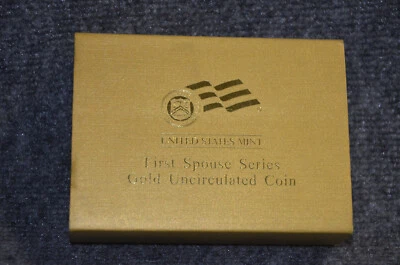 UNITED STATES MINT
First Spouse Series
Gold Uncirculated Coin